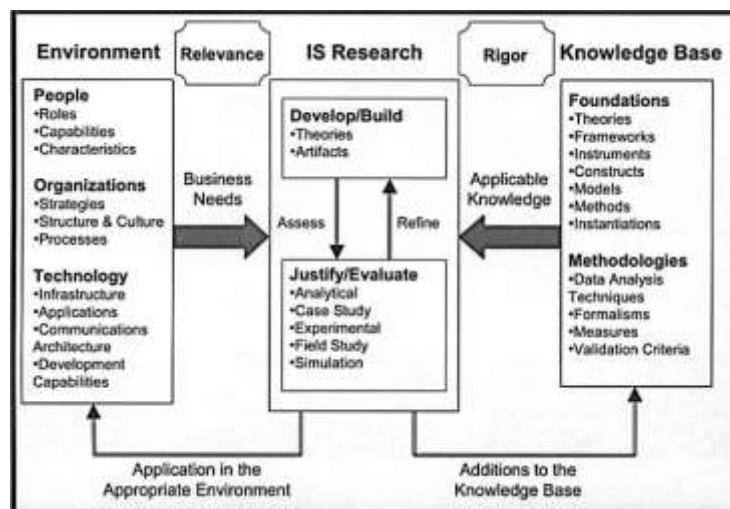 Environment
Relevance
IS Research
Rigor
Knowledge Base
People
•Roles
•Capabilities
•Characteristics
Organizations
•Strategies
•Structure & Culture
•Processes
Technology
•Infrastructure
•Applications
•Communications
Architecture
•Development
Capabilities
Business
Needs
Develop/Build
•Theories
•Artifacts
Assess
Refine
Justify/Evaluate
•Analytical
•Case Study
•Experimental
•Field Study
•Simulation
Applicable
Knowledge
Foundations
•Theories
•Frameworks
•Instruments
•Constructs
•Models
•Methods
•Instantiations
Methodologies
•Data Analysis
Techniques
•Formalisms
•Measures
•Validation Criteria
Application in the
Appropriate Environment
Additions to the
Knowledge Base